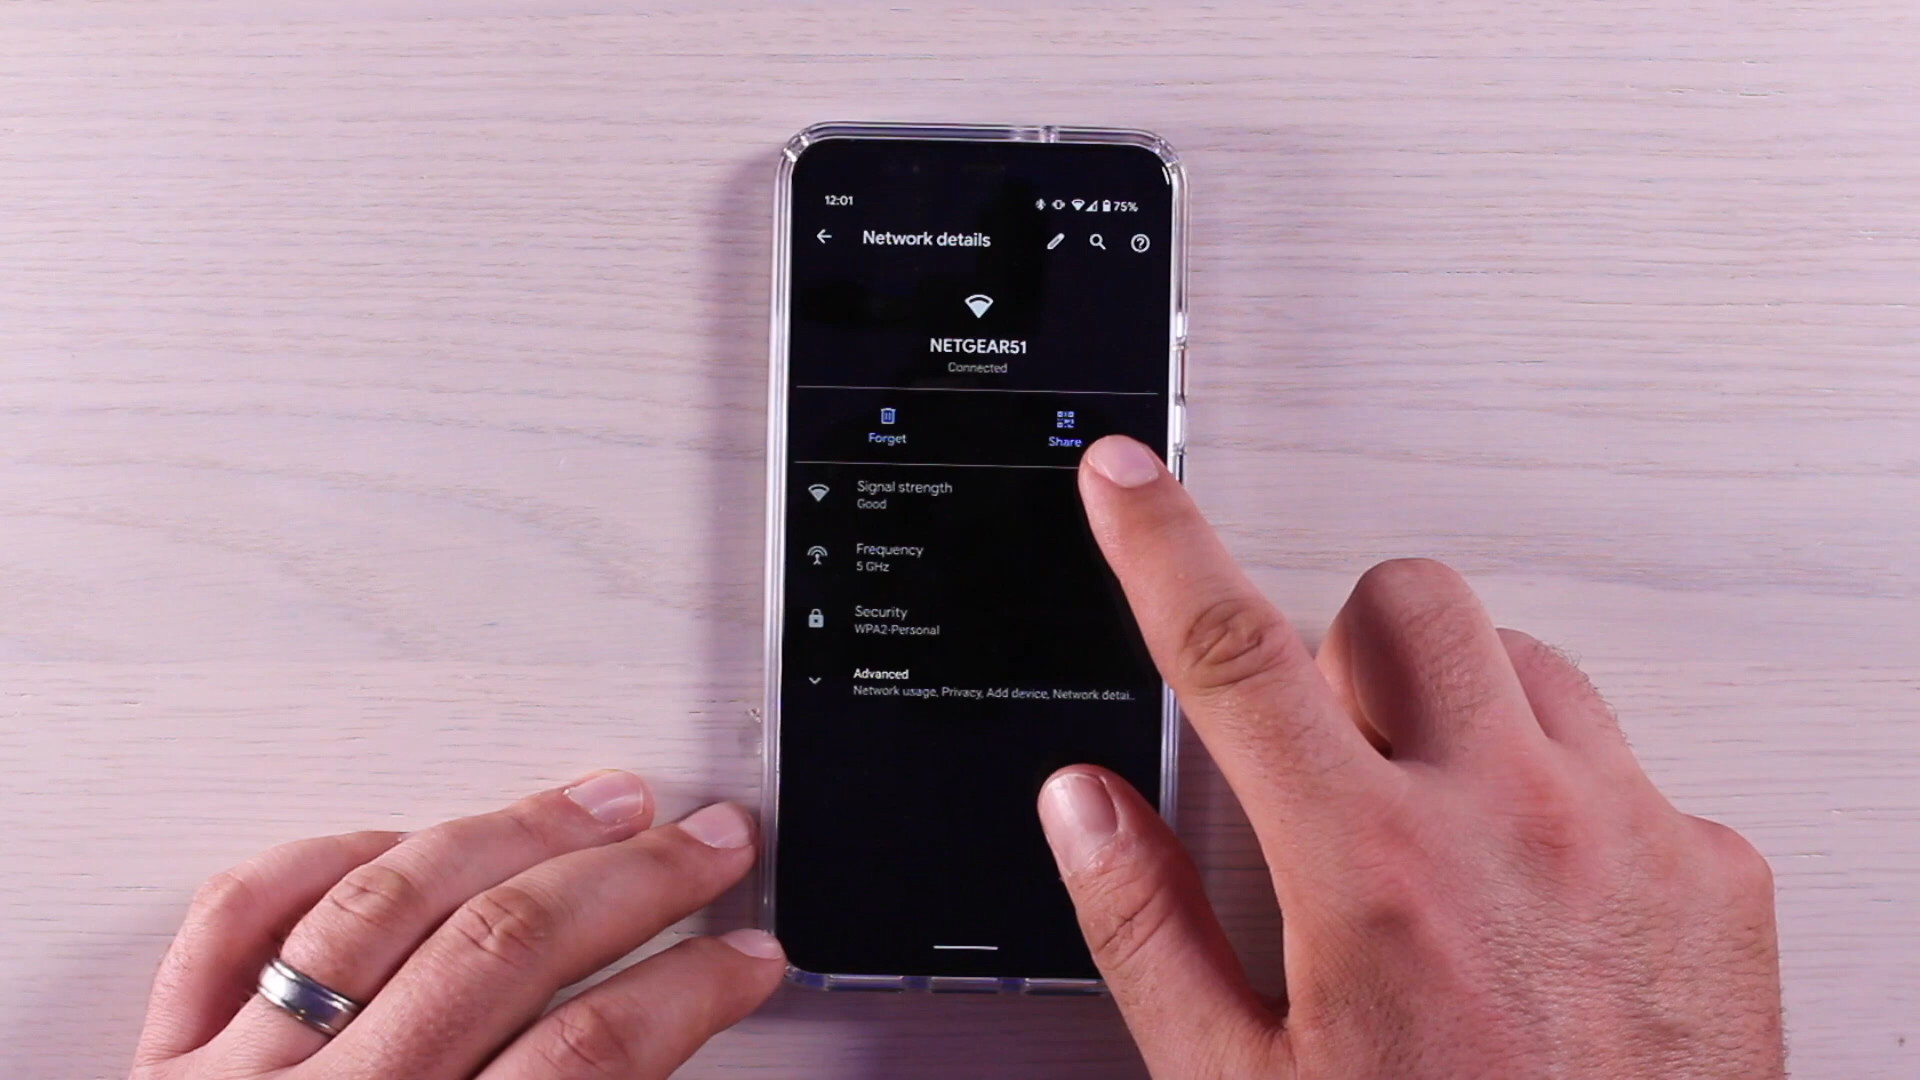 12:01
75%
Network details
NETGEAR51
Connected
Forget
Share
Signal strength
Good
Frequency
5 GHz
Security
WPA2-Personal
Advanced
Network usage, Privacy, Add device, Network detai..